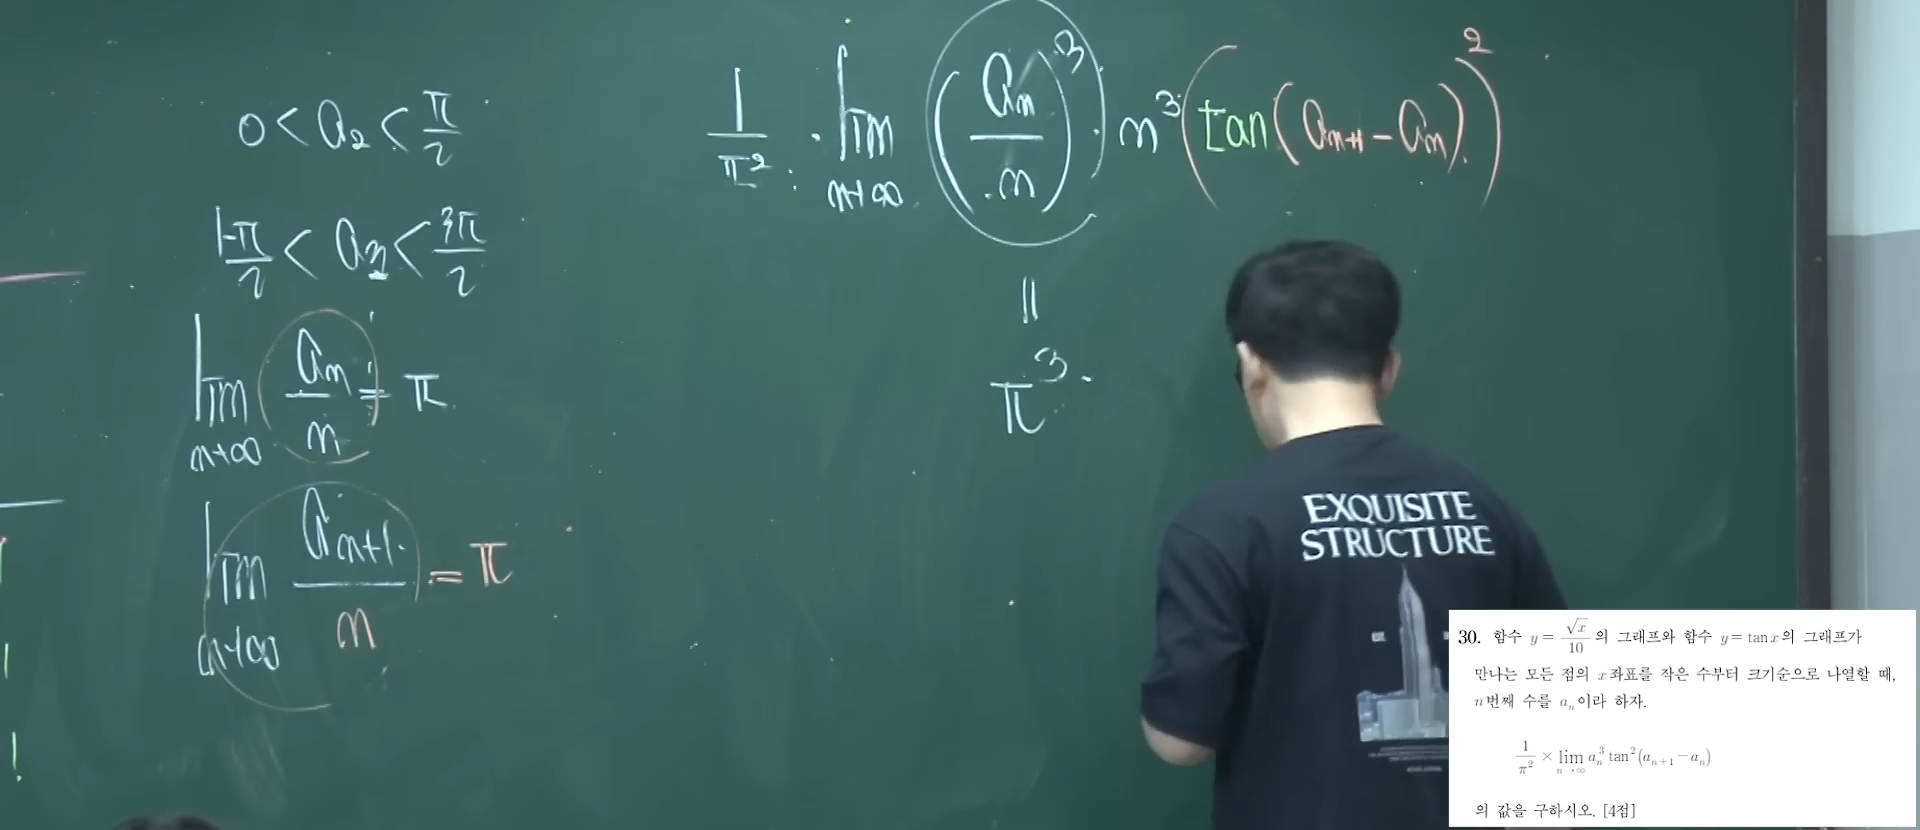 0 < a₂ < π/2
π/2 < a₃ < 3π/2
lim n→∞ aₙ/n = π
lim n→∞ aₙ₊₁/n = π
1/π² · lim n→∞ (aₙ/n)³ · n³ (tan(aₙ₊₁ - aₙ))²
=
π³
EXQUISITE
STRUCTURE
30. 함수 y = √x/10 의 그래프와 함수 y = tan x 의 그래프가
만나는 모든 점의 x좌표를 작은 수부터 크기순으로 나열할 때,
n번째 수를 aₙ이라 하자.
1/π² × lim n→∞ aₙ³ tan²(aₙ₊₁ - aₙ)
의 값을 구하시오. [4점]